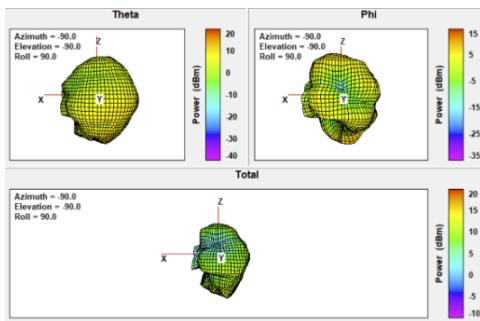 Theta
Azimuth = -90.0
Elevation = -90.0
Roll = 90.0
Z
X
Y
20
10
0
-10
-20
-30
-40
Power (dBm)
Phi
Azimuth = -90.0
Elevation = -90.0
Roll = 90.0
Z
X
Y
15
5
-5
-15
-25
-35
Power (dBm)
Total
Azimuth = -90.0
Elevation = -90.0
Roll = 90.0
Z
X
Y
20
15
10
5
0
-5
-10
Power (dBm)